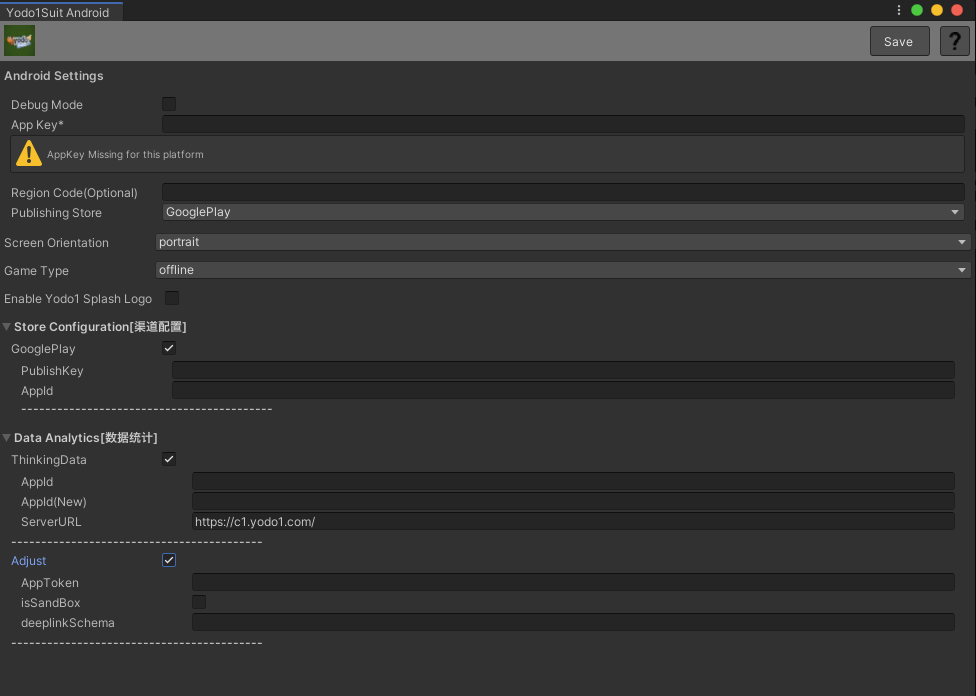 Yodo1Suit Android
Save
?
Android Settings
Debug Mode
App Key*
AppKey Missing for this platform
Region Code(Optional)
Publishing Store GooglePlay
Screen Orientation portrait
Game Type offline
Enable Yodo1 Splash Logo
Store Configuration[渠道配置]
GooglePlay
PublishKey
AppId
------------------------------------------
Data Analytics[数据统计]
ThinkingData
AppId
AppId(New)
ServerURL https://c1.yodo1.com/
------------------------------------------
Adjust
AppToken
isSandBox
deeplinkSchema
------------------------------------------